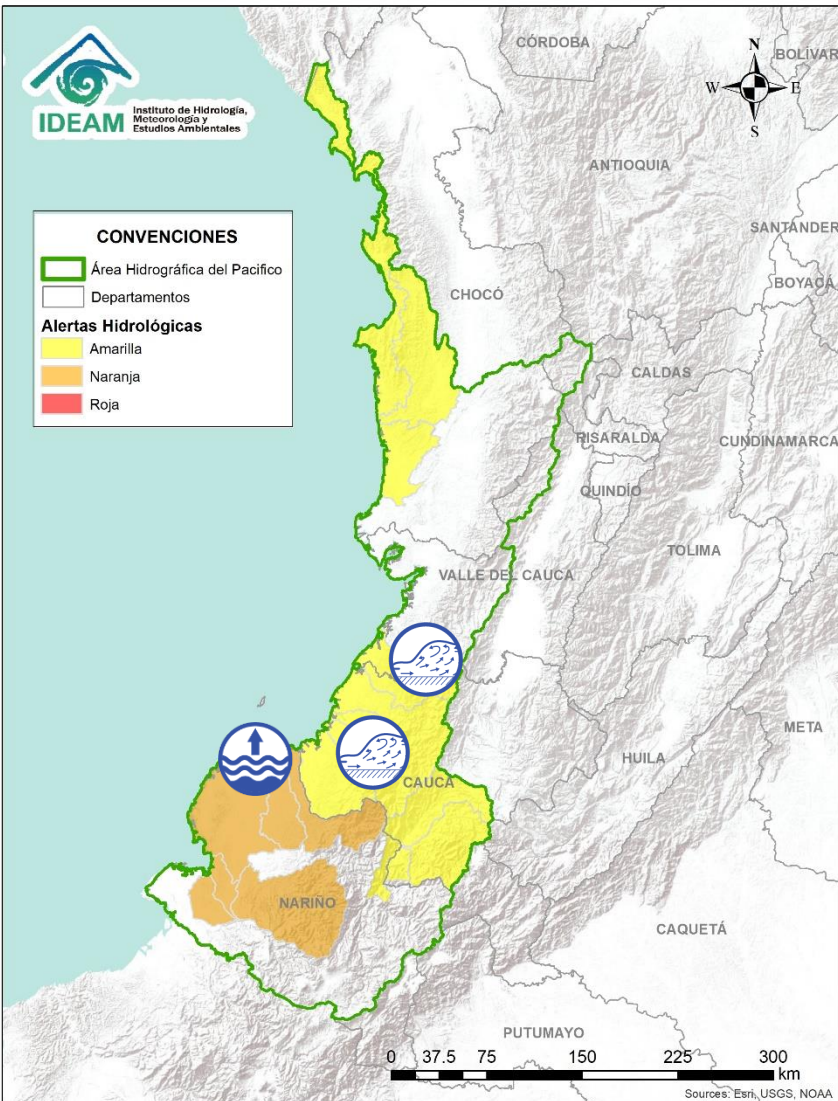 IDEAM
Instituto de Hidrología,
Meteorología y
Estudios Ambientales
N
W
E
S
CÓRDOBA
BOLÍVAR
ANTIOQUIA
SANTANDER
BOYACÁ
CHOCÓ
CALDAS
RISARALDA
CUNDINAMARCA
QUINDÍO
TOLIMA
VALLE DEL CAUCA
META
HUILA
CAUCA
NARIÑO
CAQUETÁ
PUTUMAYO
CONVENCIONES
Área Hidrográfica del Pacifico
Departamentos
Alertas Hidrológicas
Amarilla
Naranja
Roja
0 37.5 75 150 225 300
km
Sources: Esri, USGS, NOAA